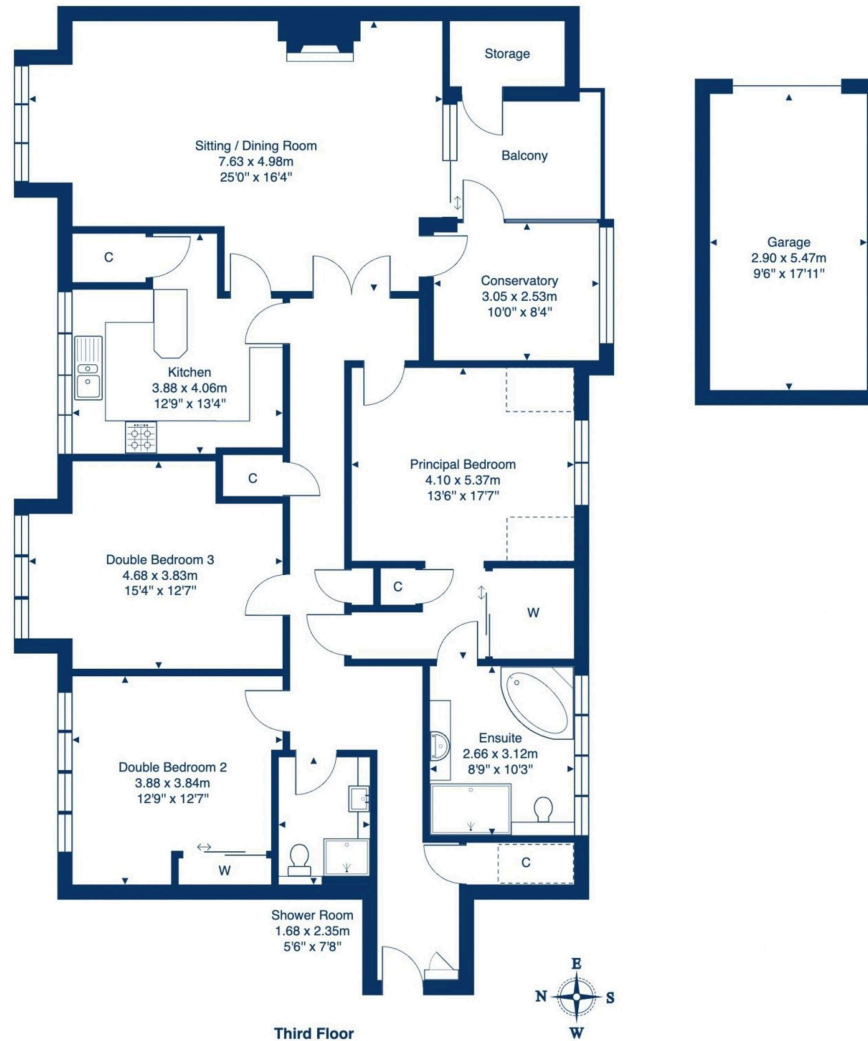 Storage
Sitting / Dining Room
7.63 x 4.98m
25'0" x 16'4"
Balcony
Garage
2.90 x 5.47m
9'6" x 17'11"
C
Conservatory
3.05 x 2.53m
10'0" x 8'4"
Kitchen
3.88 x 4.06m
12'9" x 13'4"
Principal Bedroom
4.10 x 5.37m
13'6" x 17'7"
C
Double Bedroom 3
4.68 x 3.83m
15'4" x 12'7"
C
W
Ensuite
2.66 x 3.12m
8'9" x 10'3"
Double Bedroom 2
3.88 x 3.84m
12'9" x 12'7"
W
C
Shower Room
1.68 x 2.35m
5'6" x 7'8"
E
N
S
W
Third Floor